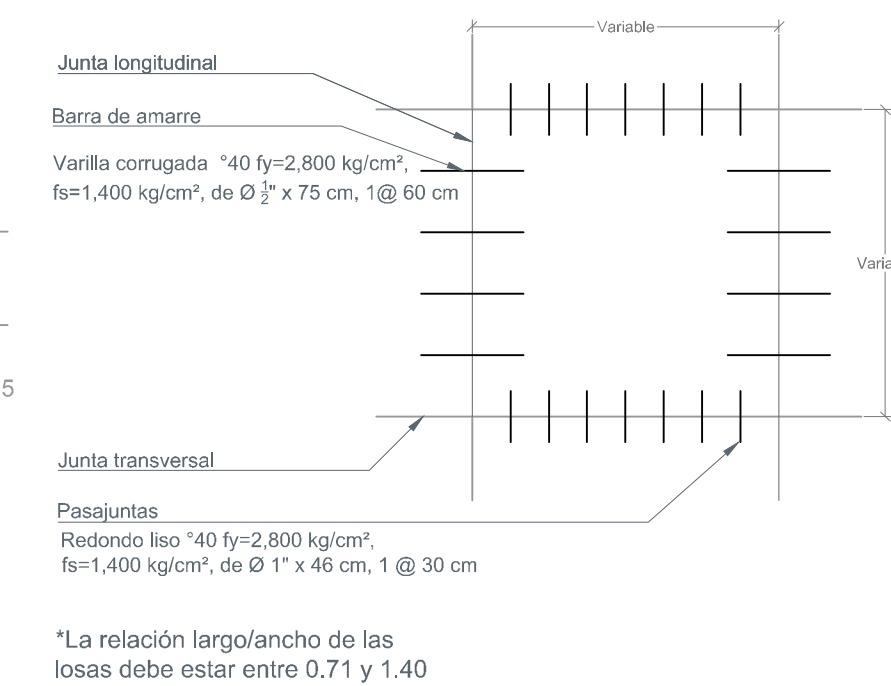 Variable
Junta longitudinal
Barra de amarre
Varilla corrugada °40 fy=2,800 kg/cm²,
fs=1,400 kg/cm², de Ø ½" x 75 cm, 1@ 60 cm
Varia
5
Junta transversal
Pasajuntas
Redondo liso °40 fy=2,800 kg/cm²,
fs=1,400 kg/cm², de Ø 1" x 46 cm, 1 @ 30 cm
*La relación largo/ancho de las
losas debe estar entre 0.71 y 1.40